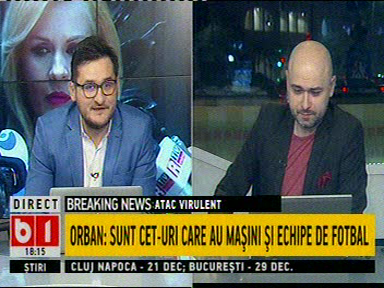 DIRECT
BREAKING NEWS ATAC VIRULENT
b1
18:15
ORBAN: SUNT CET-URI CARE AU MAȘINI ȘI ECHIPE DE FOTBAL
ȘTIRI
CLUJ NAPOCA - 21 DEC; BUCUREȘTI - 29 DEC.